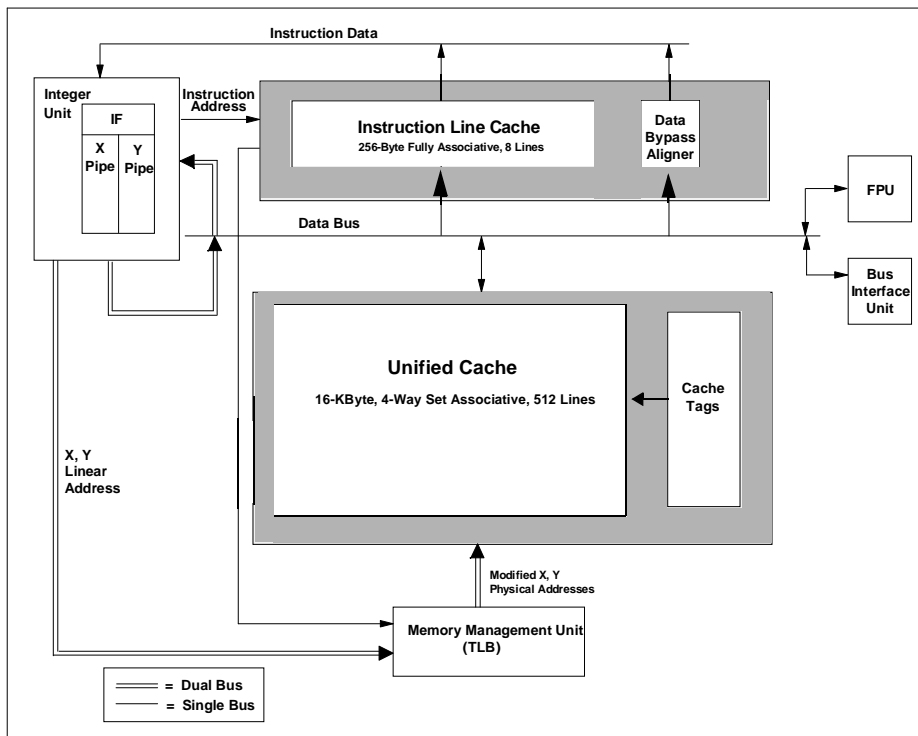 Instruction Data
Integer
Unit
IF
X
Pipe
Y
Pipe
Instruction
Address
Instruction Line Cache
256-Byte Fully Associative, 8 Lines
Data
Bypass
Aligner
FPU
Data Bus
Bus
Interface
Unit
Unified Cache
16-KByte, 4-Way Set Associative, 512 Lines
Cache
Tags
X, Y
Linear
Address
Modified X, Y
Physical Addresses
Memory Management Unit
(TLB)
= Dual Bus
= Single Bus